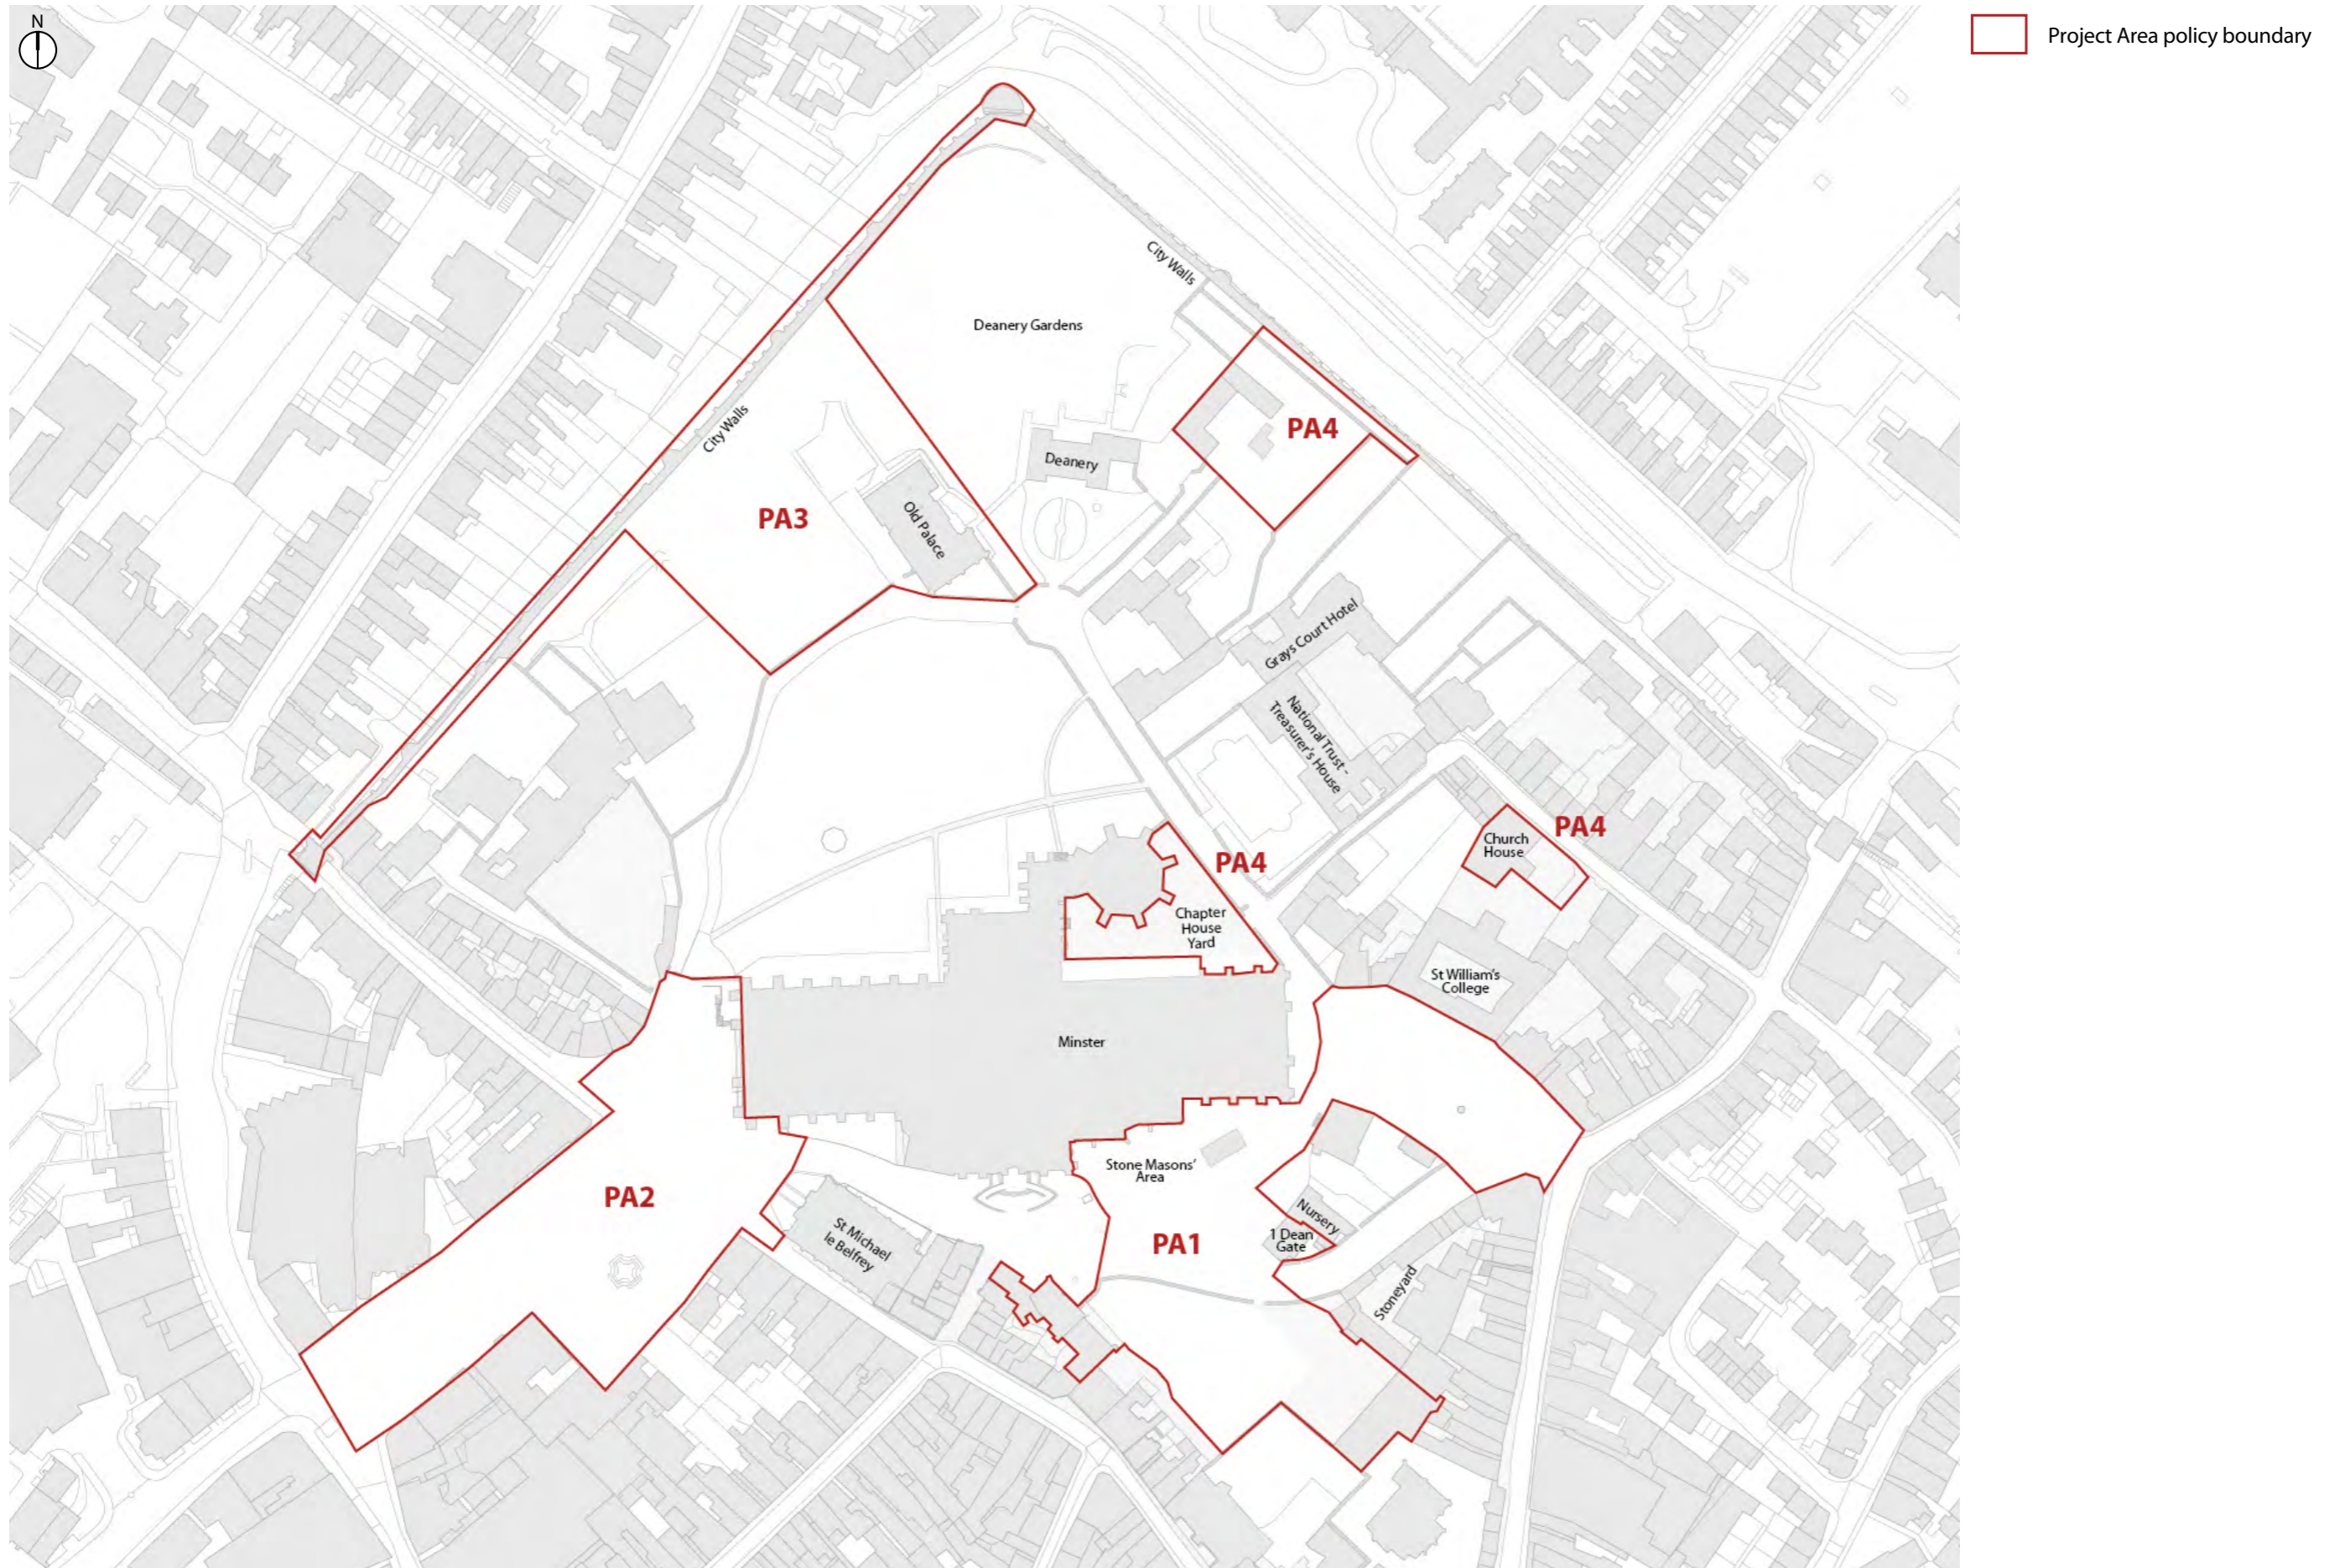 N
Project Area policy boundary
City Walls
Deanery Gardens
City Walls
PA4
Deanery
PA3
Old Palace
Grays Court Hotel
National Trust -
Treasurer's House
PA4
Church
House
PA4
Chapter
House
Yard
St William's
College
Minster
Stone Masons'
Area
PA2
Nursery
St Michael
le Belfrey
1 Dean
Gate
PA1
Stoneyard